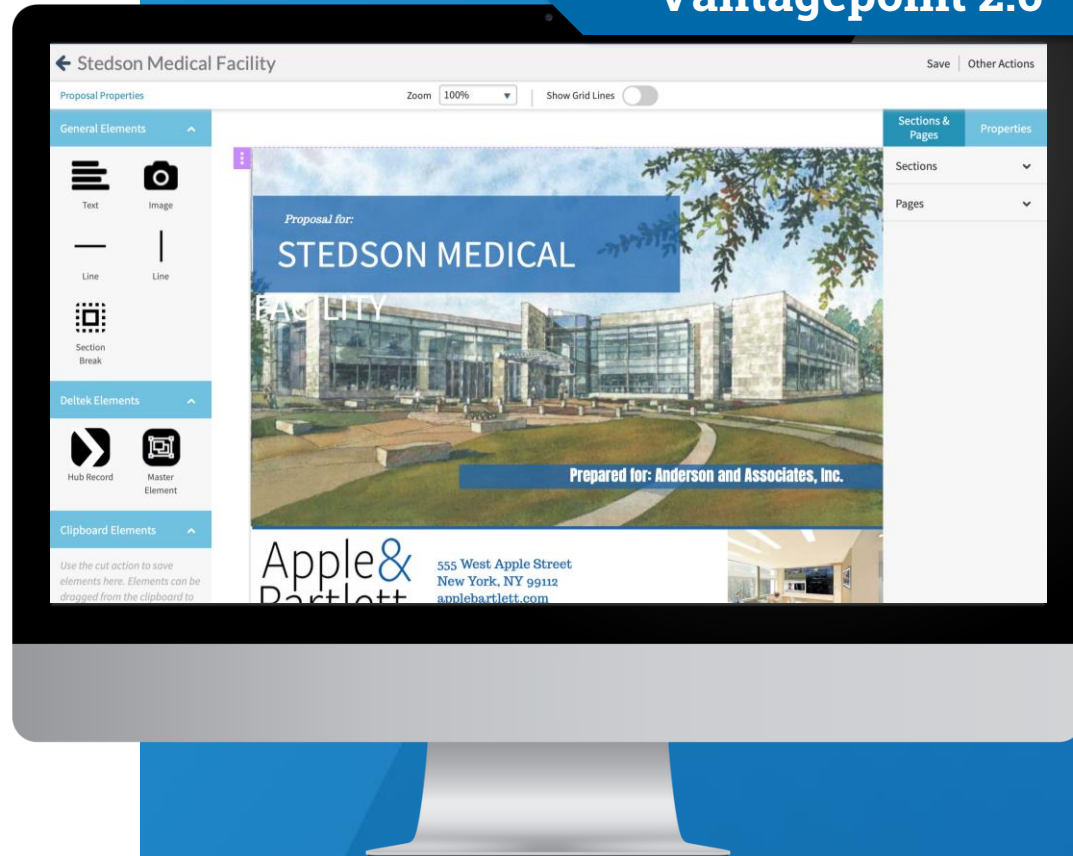 Vantagepoint 2.0
Stedson Medical Facility
Save
Other Actions
Proposal Properties
Zoom
100%
Show Grid Lines
General Elements
Text
Image
Line
Line
Section
Break
Deltek Elements
Hub Record
Master
Element
Clipboard Elements
Use the cut action to save
elements here. Elements can be
dragged from the clipboard to
Proposal for:
STEDSON MEDICAL
FACILITY
Prepared for: Anderson and Associates, Inc.
Apple&
Bartlett
555 West Apple Street
New York, NY 99112
applebartlett.com
Sections &
Pages
Properties
Sections
Pages